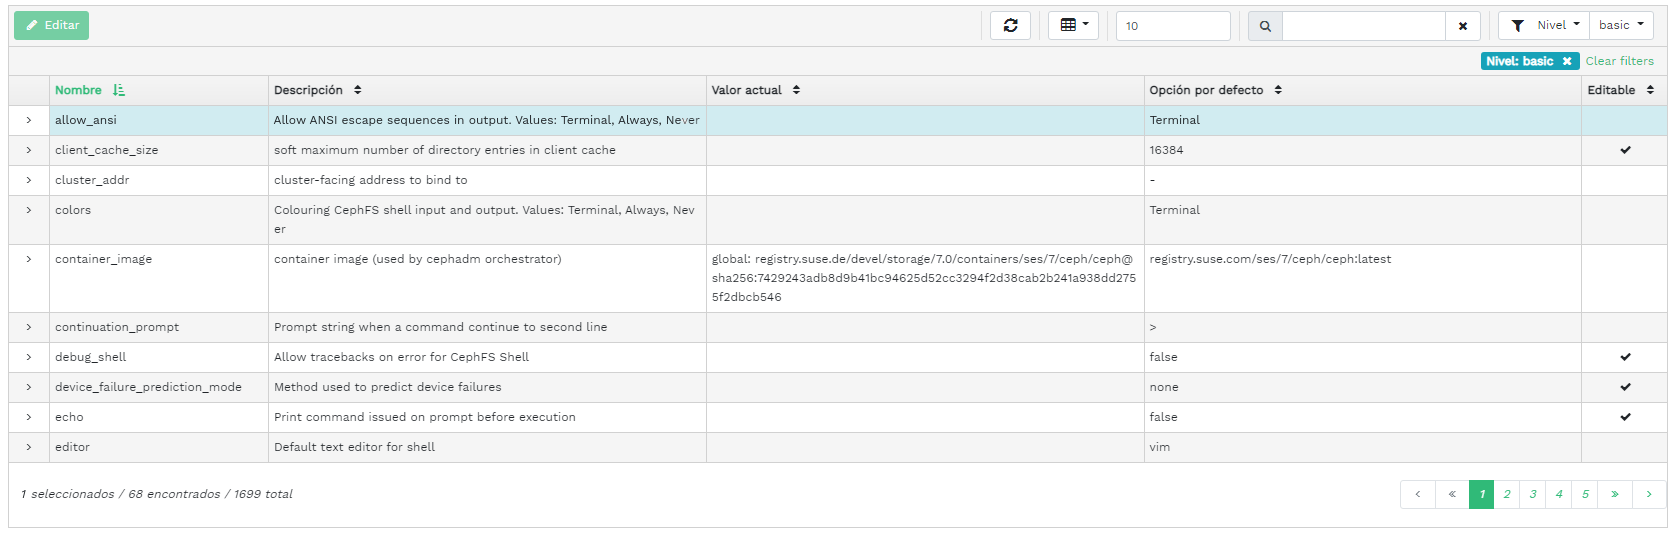 Editar 10 Nivel basic
Nivel: basic Clear filters
Nombre Descripción Valor actual Opción por defecto Editable
allow_ansi Allow ANSI escape sequences in output. Values: Terminal, Always, Never Terminal
client_cache_size soft maximum number of directory entries in client cache 16384
cluster_addr cluster-facing address to bind to -
colors Colouring CephFS shell input and output. Values: Terminal, Always, Nev Terminal
er
container_image container image (used by cephadm orchestrator) global: registry.suse.de/devel/storage/7.0/containers/ses/7/ceph/ceph@ registry.suse.com/ses/7/ceph/ceph:latest
sha256:7429243adb8d9b41bc94625d52cc3294f2d38cab2b241a938dd275
5f2dbcb546
continuation_prompt Prompt string when a command continue to second line >
debug_shell Allow tracebacks on error for CephFS Shell false
device_failure_prediction_mode Method used to predict device failures none
echo Print command issued on prompt before execution false
editor Default text editor for shell vim
1 seleccionados / 68 encontrados / 1699 total ‹ « 1 2 3 4 5 » ›